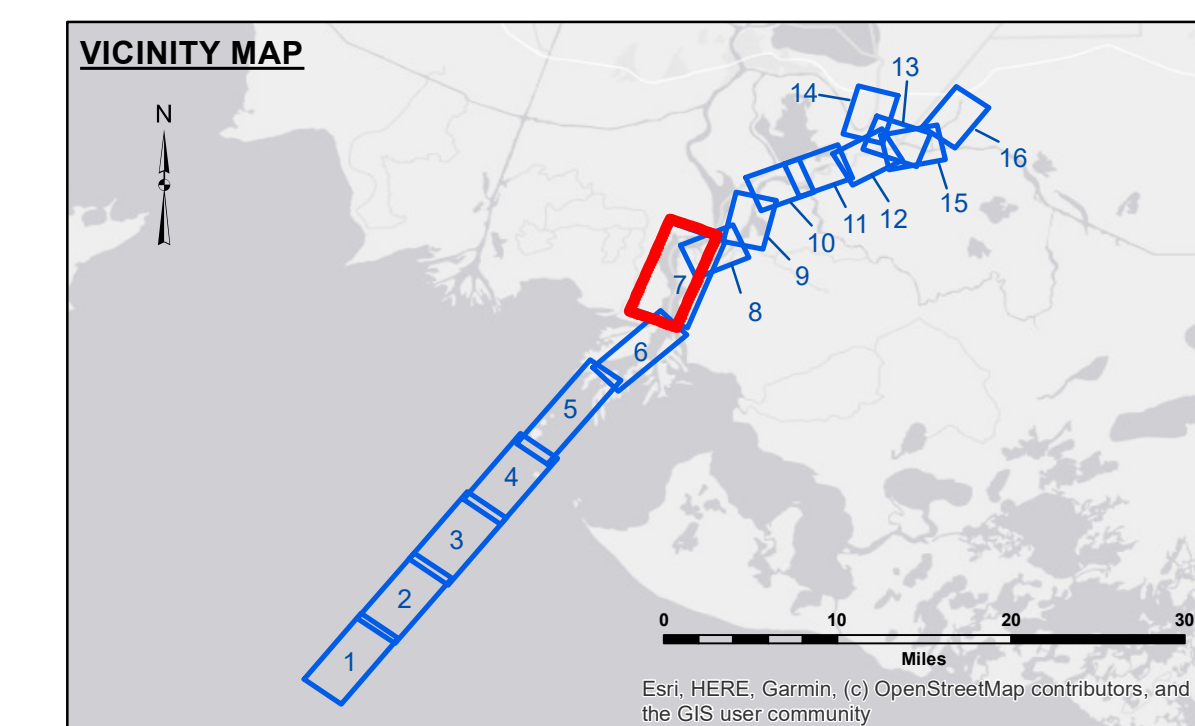 VICINITY MAP
N
13
14
16
15
12
11
10
9
7
8
6
5
4
3
2
1
0 10 20 30
Miles
Esri, HERE, Garmin, (c) OpenStreetMap contributors, and
the GIS user community